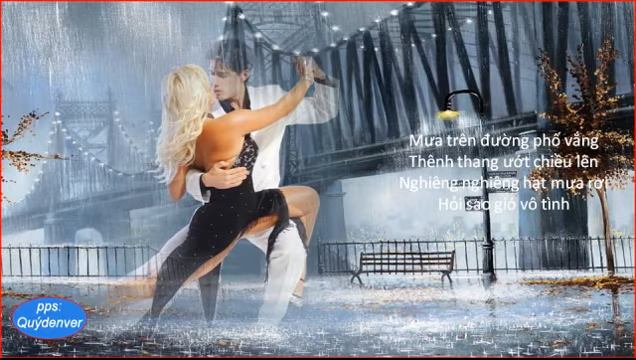 Mưa trên đường phố vắng
Thênh thang ướt chiều lên
Nghiêng nghiêng hạt mưa rơi
Hỏi sao gió vô tình
pps:
Quýdenver